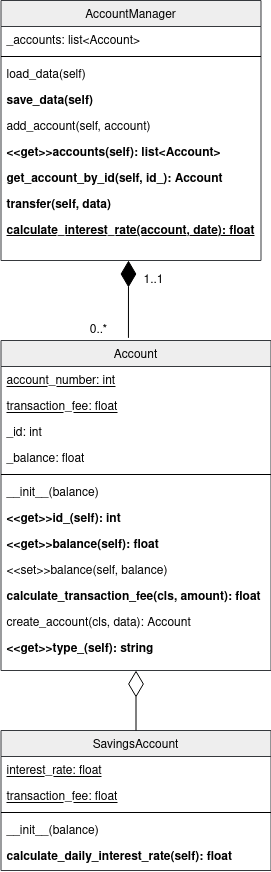 AccountManager
_accounts: list<Account>
load_data(self)
save_data(self)
add_account(self, account)
<<get>>accounts(self): list<Account>
get_account_by_id(self, id_): Account
transfer(self, data)
calculate_interest_rate(account, date): float
1..1
0..*
Account
account_number: int
transaction_fee: float
_id: int
_balance: float
__init__(balance)
<<get>>id_(self): int
<<get>>balance(self): float
<<set>>balance(self, balance)
calculate_transaction_fee(cls, amount): float
create_account(cls, data): Account
<<get>>type_(self): string
SavingsAccount
interest_rate: float
transaction_fee: float
__init__(balance)
calculate_daily_interest_rate(self): float